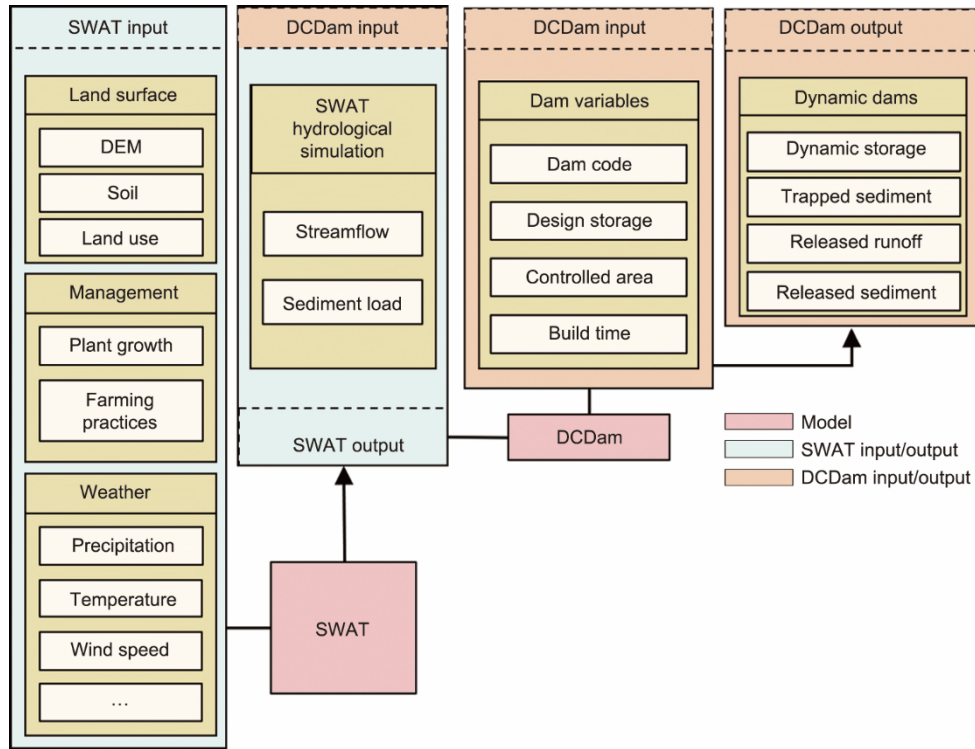 SWAT input
Land surface
DEM
Soil
Land use
Management
Plant growth
Farming
practices
Weather
Precipitation
Temperature
Wind speed
...
DCDam input
SWAT
hydrological
simulation
Streamflow
Sediment load
SWAT output
SWAT
DCDam input
Dam variables
Dam code
Design storage
Controlled area
Build time
DCDam
DCDam output
Dynamic dams
Dynamic storage
Trapped sediment
Released runoff
Released sediment
Model
SWAT input/output
DCDam input/output